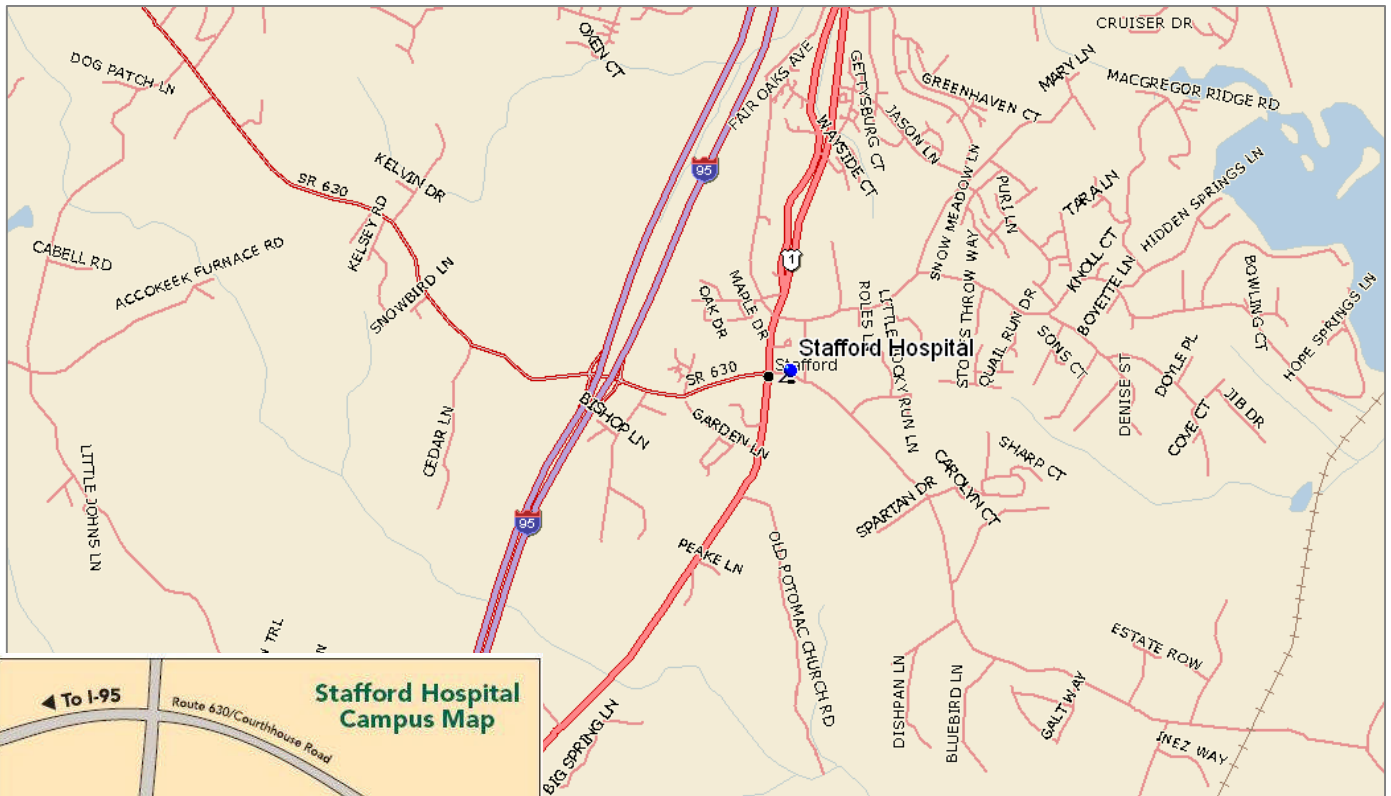 CRUISER DR
OXEN CT
DOG PATCH LN
FAIR OAKS AVE
GETTYSBURG CT
GREENHAVEN CT
MARY LN
MACGREGOR RIDGE RD
JASON LN
WAYSIDE CT
95
KELVIN DR
SR 630
SNOW MEADOW LN
PURI LN
TARA LN
HIDDEN SPRINGS LN
KELSEY RD
CABELL RD
ACCOKEEK FURNACE RD
1
KNOLL CT
SNOWBIRD LN
OAK DR
MAPLE DR
ROLES L
LITTLE ROCKY RUN LN
STONES THROW WAY
QUAIL RUN DR
SONS CT
BOYETTE LN
BOWLING CT
HOPE SPRINGS LN
Stafford Hospital
Stafford
SR 630
DENISE ST
DOYLE PL
COVE CT
JIB DR
BISHOP LN
GARDEN LN
CEDAR LN
SHARP CT
CAROLYN CT
SPARTAN DR
LITTLE JOHNS LN
95
PEAKE LN
OLD POTOMAC CHURCH RD
TRL
N
ESTATE ROW
DISHPAN LN
BLUEBIRD LN
GALT WAY
INEZ WAY
BIG SPRING LN
To I-95
Route 630/Courthhouse Road
Stafford Hospital
Campus Map